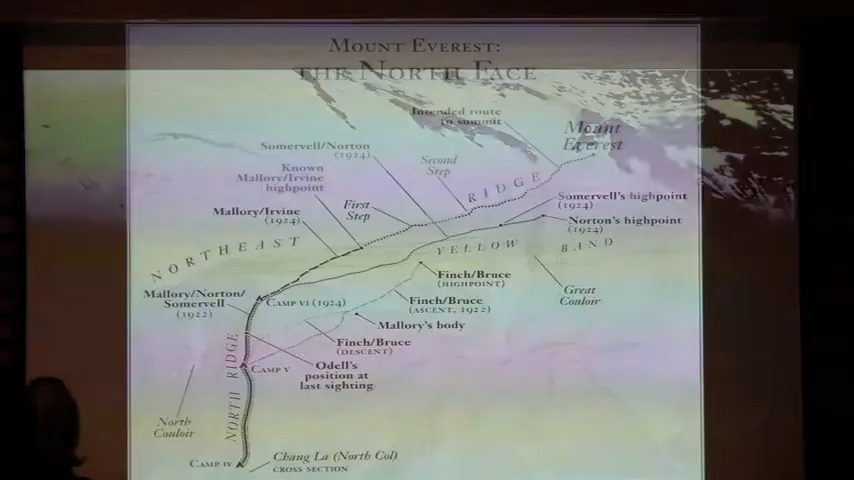 MOUNT EVEREST:
THE NORTH FACE
Intended route
to summit
Mount
Everest
Somervell/Norton
(1924)
Second
Step
Known
Mallory/Irvine
highpoint
RIDGE
Somervell's highpoint
(1924)
Mallory/Irvine
(1924)
First
Step
Norton's highpoint
(1924)
NORTHEAST
YELLOW BAND
Finch/Bruce
(HIGHPOINT)
Great
Couloir
Mallory/Norton/
Somervell
(1922)
CAMP VI (1924)
Finch/Bruce
(ASCENT, 1922)
Mallory's body
Finch/Bruce
(DESCENT)
NORTH RIDGE
CAMP V
Odell's
position at
last sighting
North
Couloir
CAMP IV
Chang La (North Col)
CROSS SECTION